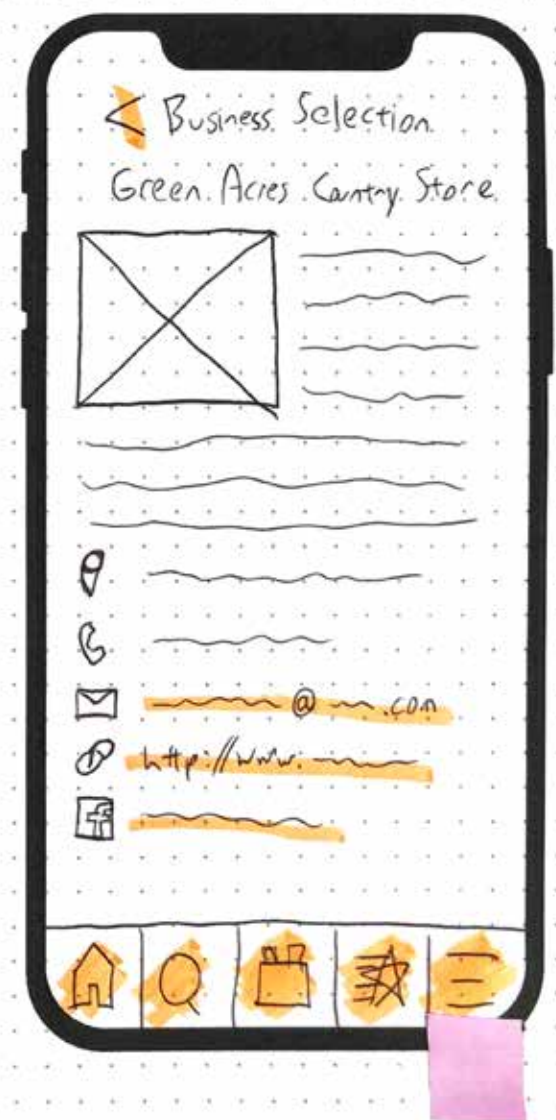 < Business Selection
Green Acres Country Store
@ .com
http://www.
f